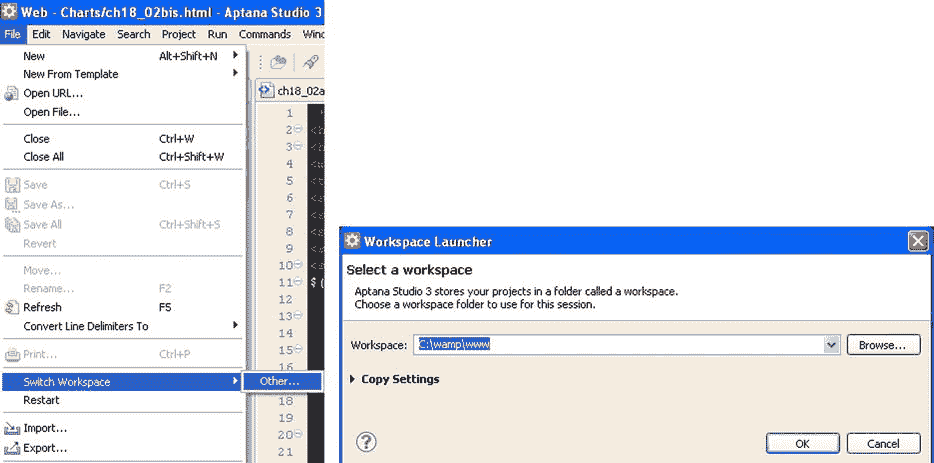 Web - Charts/ch18_02bis.html - Aptana Studio 3
File Edit Navigate Search Project Run Commands Wind
New Alt+Shift+N
New From Template
Open URL...
Open File...
Close Ctrl+W
Close All Ctrl+Shift+W
Save Ctrl+S
Save As...
Save All Ctrl+Shift+S
Revert
Move...
Rename... F2
Refresh F5
Convert Line Delimiters To
Print... Ctrl+P
Switch Workspace
Other...
Restart
Import...
Export...
ch18_02a
1
2
3
4
5
6
7
8
9
10
11 $(
12
13
14
15
16
18
19
20
21
Workspace Launcher
Select a workspace
Aptana Studio 3 stores your projects in a folder called a workspace.
Choose a workspace folder to use for this session.
Workspace: C:\wamp\www Browse...
Copy Settings
?
OK Cancel